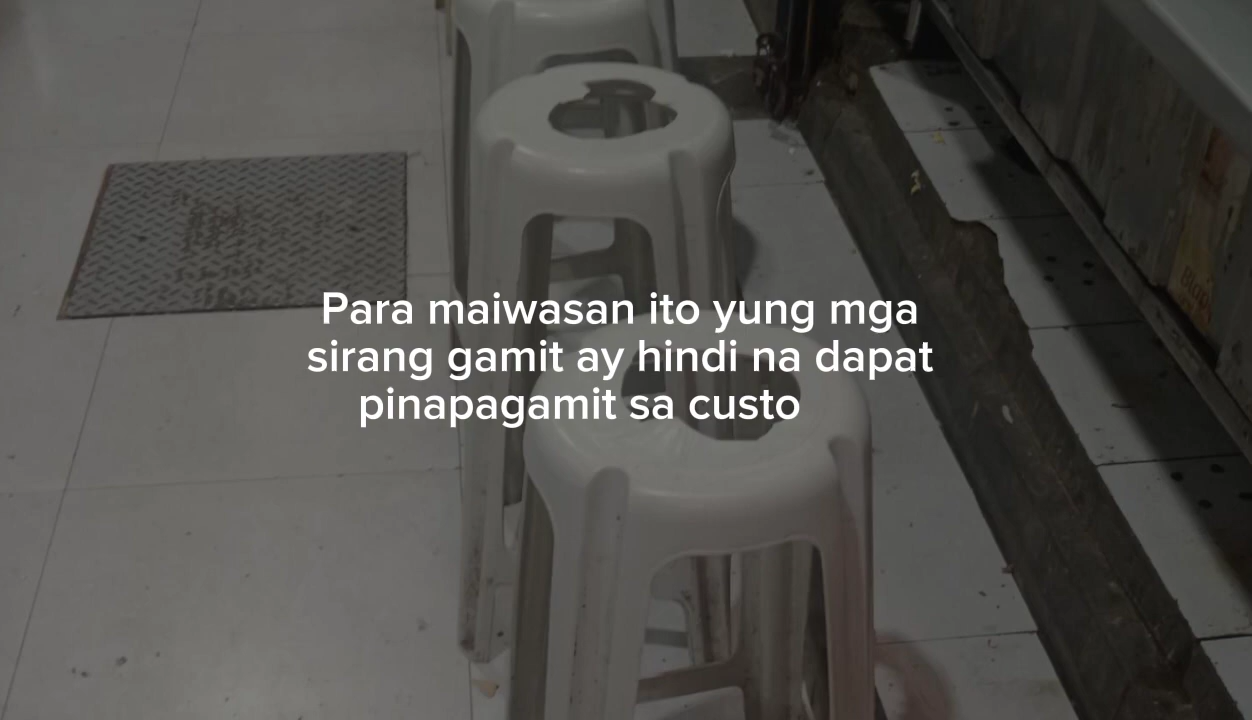 Para maiwasan ito yung mga
sirang gamit ay hindi na dapat
pinapagamit sa custo